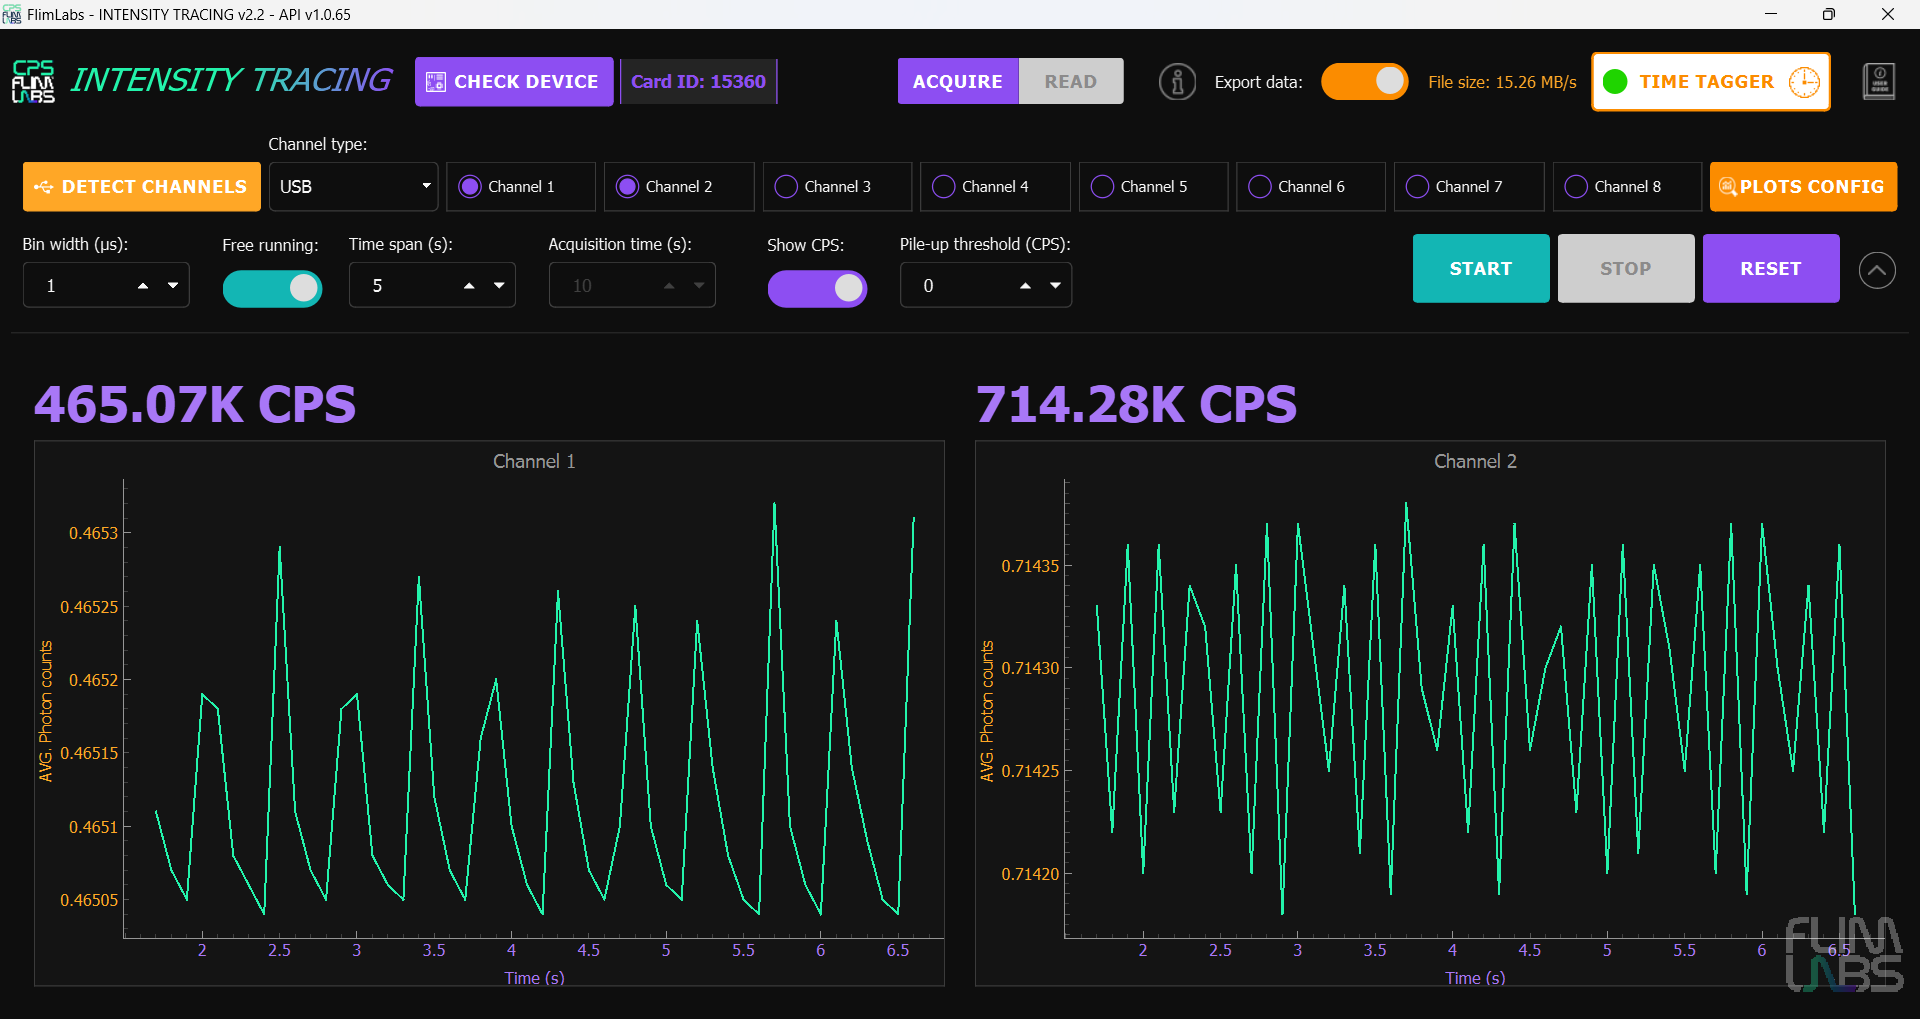 FlimLabs - INTENSITY TRACING v2.2 - API v1.0.65
CPS
FLIM
LABS
INTENSITY TRACING
CHECK DEVICE
Card ID: 15360
ACQUIRE
READ
Export data:
File size: 15.26 MB/s
TIME TAGGER
USER
GUIDE
Channel type:
DETECT CHANNELS
USB
Channel 1
Channel 2
Channel 3
Channel 4
Channel 5
Channel 6
Channel 7
Channel 8
PLOTS CONFIG
Bin width (µs):
Free running:
Time span (s):
Acquisition time (s):
Show CPS:
Pile-up threshold (CPS):
1
5
10
0
START
STOP
RESET
465.07K CPS
Channel 1
AVG. Photon counts
0.4653
0.46525
0.4652
0.46515
0.4651
0.46505
2
2.5
3
3.5
4
4.5
5
5.5
6
6.5
Time (s)
714.28K CPS
Channel 2
AVG. Photon counts
0.71435
0.71430
0.71425
0.71420
2
2.5
3
3.5
4
4.5
5
5.5
6
6.5
Time (s)
FLIM
LABS